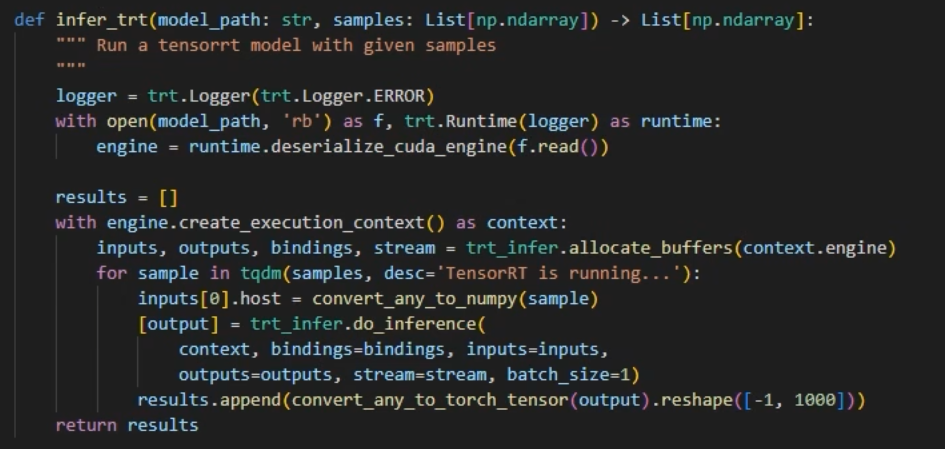 def infer_trt(model_path: str, samples: List[np.ndarray]) -> List[np.ndarray]:
    """ Run a tensorrt model with given samples
    """
    logger = trt.Logger(trt.Logger.ERROR)
    with open(model_path, 'rb') as f, trt.Runtime(logger) as runtime:
        engine = runtime.deserialize_cuda_engine(f.read())

    results = []
    with engine.create_execution_context() as context:
        inputs, outputs, bindings, stream = trt_infer.allocate_buffers(context.engine)
        for sample in tqdm(samples, desc='TensorRT is running...'):
            inputs[0].host = convert_any_to_numpy(sample)
            [output] = trt_infer.do_inference(
                context, bindings=bindings, inputs=inputs,
                outputs=outputs, stream=stream, batch_size=1)
            results.append(convert_any_to_torch_tensor(output).reshape([-1, 1000]))
    return results